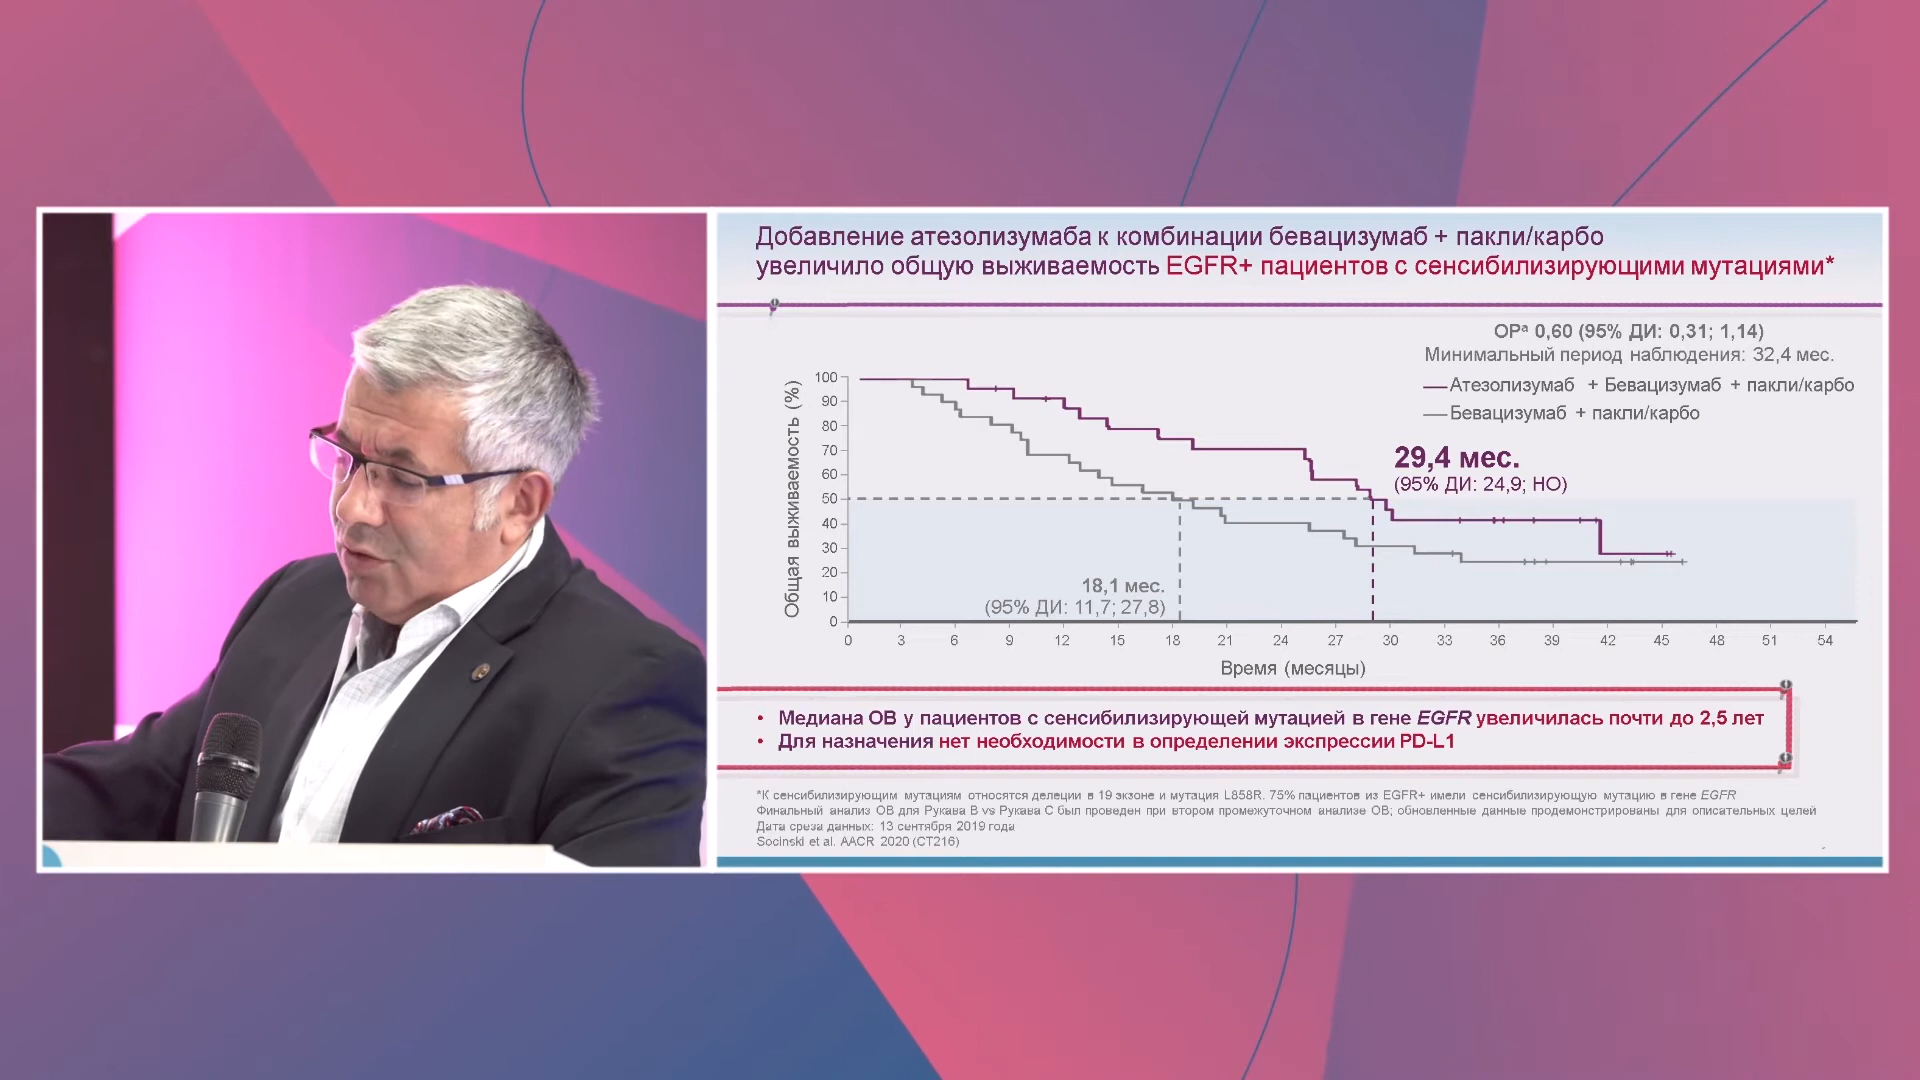 Добавление атезолизумаба к комбинации бевацизумаб + пакли/карбо
увеличило общую выживаемость EGFR+ пациентов с сенсибилизирующими мутациями*
ОРª 0,60 (95% ДИ: 0,31; 1,14)
Минимальный период наблюдения: 32,4 мес.
Атезолизумаб + Бевацизумаб + пакли/карбо
Бевацизумаб + пакли/карбо
Общая выживаемость (%)
100
90
80
70
60
50
40
30
20
10
0
29,4 мес.
(95% ДИ: 24,9; НО)
18,1 мес.
(95% ДИ: 11,7; 27,8)
0 3 6 9 12 15 18 21 24 27 30 33 36 39 42 45 48 51 54
Время (месяцы)
• Медиана ОВ у пациентов с сенсибилизирующей мутацией в гене EGFR увеличилась почти до 2,5 лет
• Для назначения нет необходимости в определении экспрессии PD-L1
*К сенсибилизирующим мутациям относятся делеции в 19 экзоне и мутация L858R. 75% пациентов из EGFR+ имели сенсибилизирующую мутацию в гене EGFR
Финальный анализ ОВ для Рукава B vs Рукава С был проведен при втором промежуточном анализе ОВ; обновленные данные продемонстрированы для описательных целей
Дата среза данных: 13 сентября 2019 года
Socinski et al. AACR 2020 (CT216)